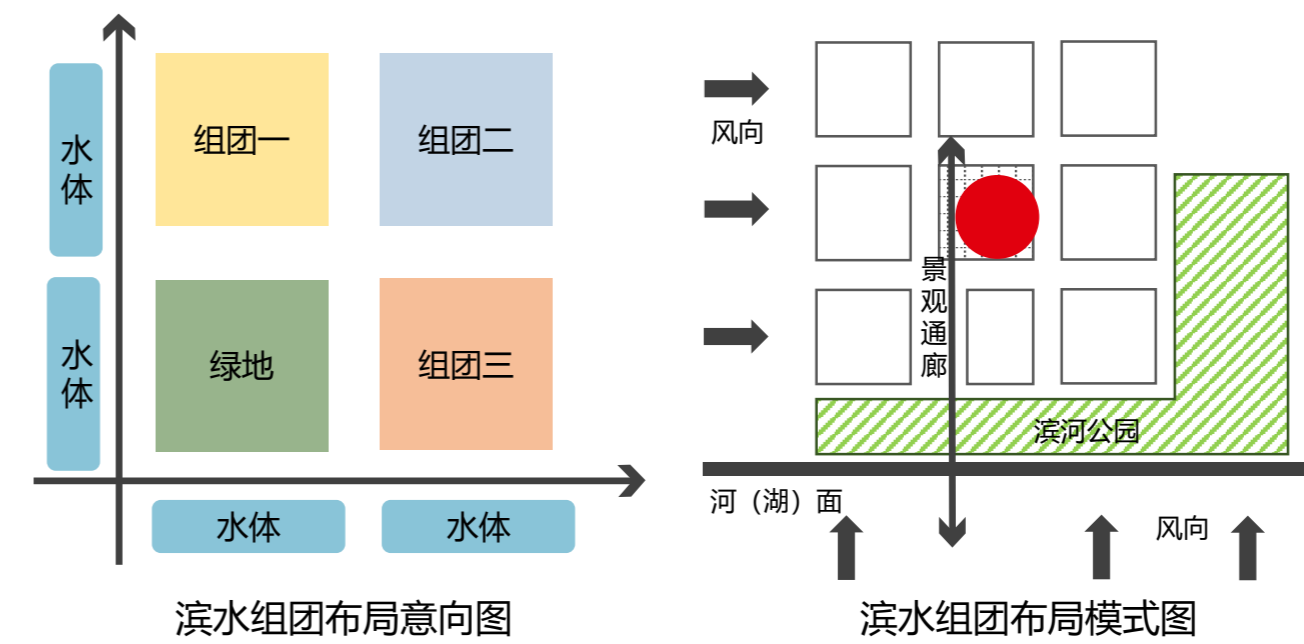 水体
组团一
组团二
水体
绿地
组团三
水体
水体
滨水组团布局意向图
风向
景观通廊
滨河公园
河（湖）面
风向
滨水组团布局模式图